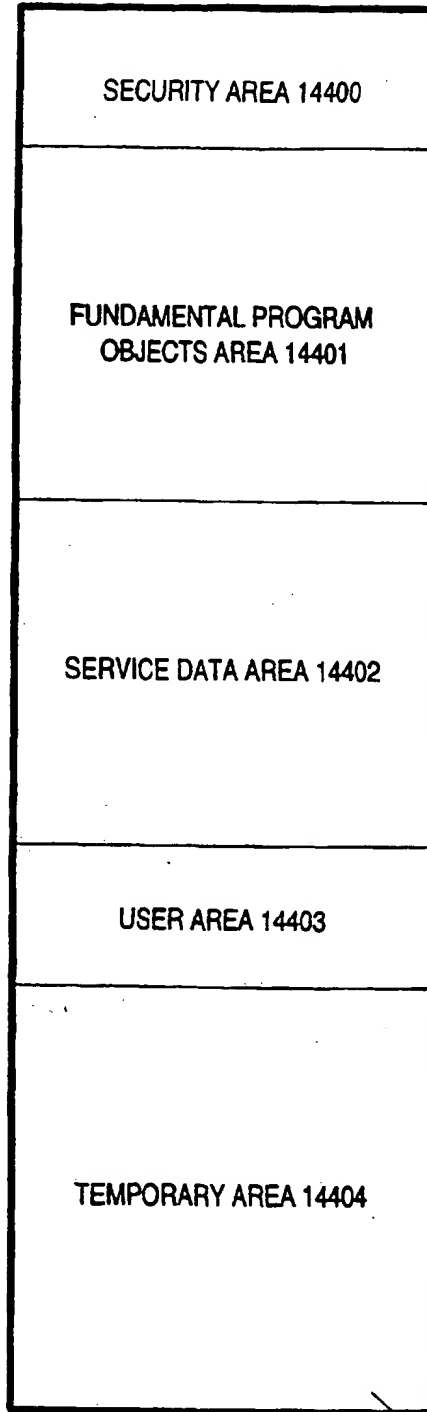 SECURITY AREA 14400
FUNDAMENTAL PROGRAM
OBJECTS AREA 14401
SERVICE DATA AREA 14402
USER AREA 14403
TEMPORARY AREA 14404